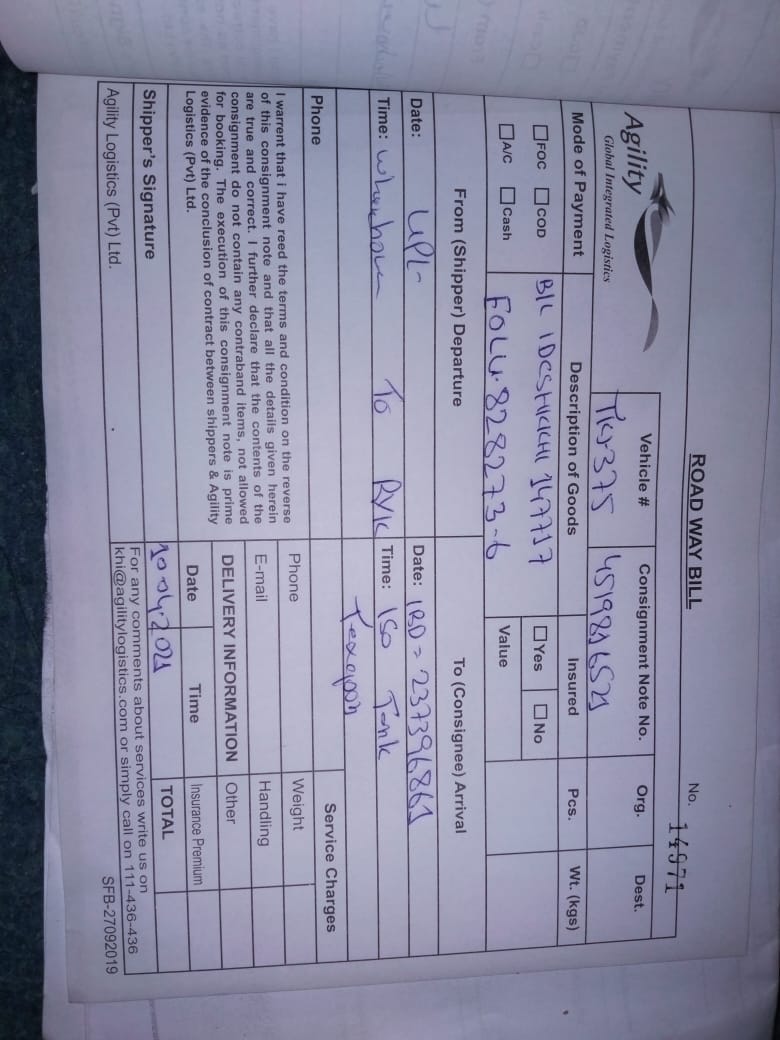 ROAD WAY BILL
No. 14971
Agility
Global Integrated Logistics
Vehicle #
Consignment Note No.
Org.
Dest.
4519816521
Mode of Payment
Description of Goods
Insured
Pcs.
Wt. (kgs)
FOC COD
B/L
147717
Yes No
A/C Cash
FOLU-828273-6
Value
From (Shipper) Departure
To (Consignee) Arrival
Date: UPL
Date: IBD = 237396861
Time: To RYK
Time: ISO Tank
Phone
Service Charges
I warrent that i have reed the terms and condition on the reverse
of this consignment note and that all the details given herein
are true and correct. I further declare that the contents of the
consignment do not contain any contraband items, not allowed
for booking. The execution of this consignment note is prime
evidence of the conclusion of contract between shippers & Agility
Logistics (Pvt) Ltd.
Phone
Weight
E-mail
Handling
DELIVERY INFORMATION
Other
Date
Time
Insurance Premium
10-04-2021
TOTAL
Shipper's Signature
For any comments about services write us on
khi@agilitylogistics.com or simply call on 111-436-436
Agility Logistics (Pvt) Ltd.
SFB-27092019